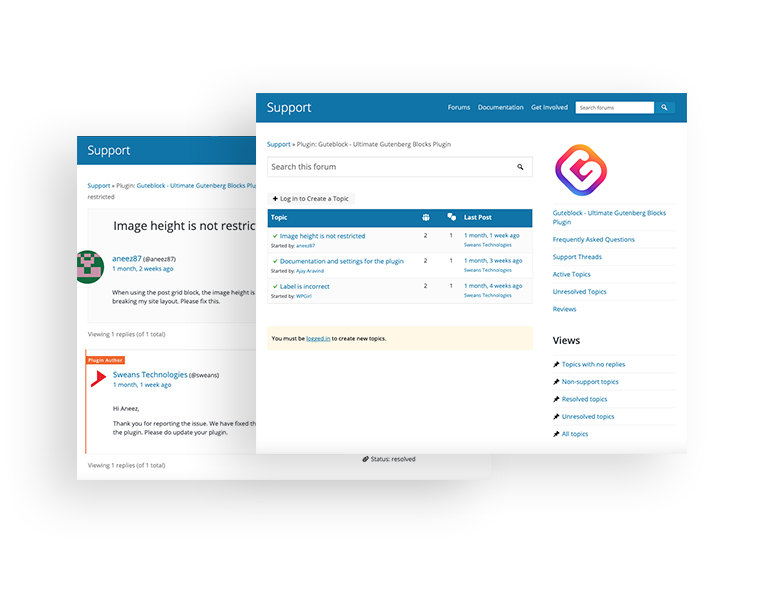 Support
Forums Documentation Get Involved Search forums
Support » Plugin: Guteblock - Ultimate Gutenberg Blocks Plugin
Search this forum
+ Log in to Create a Topic
Topic Last Post
✔ Image height is not restricted 2 1 1 month, 1 week ago
Started by: aneez87 Sweans Technologies
✔ Documentation and settings for the plugin 2 1 1 month, 3 weeks ago
Started by: Ajay Aravind Sweans Technologies
✔ Label is incorrect 2 1 1 month, 4 weeks ago
Started by: WPGirl Sweans Technologies
You must be logged in to create new topics.
Guteblock - Ultimate Gutenberg Blocks
Plugin
Frequently Asked Questions
Support Threads
Active Topics
Unresolved Topics
Reviews
Views
Topics with no replies
Non-support topics
Resolved topics
Unresolved topics
All topics
Support
Support » Plugin: Guteblock - Ultimate Gutenberg Blocks Plu
restricted
Image height is not restric
aneez87 (@aneez87)
1 month, 2 weeks ago
When using the post grid block, the image height is
breaking my site layout. Please fix this.
Viewing 1 replies (of 1 total)
Plugin Author
Sweans Technologies (@sweans)
1 month, 1 week ago
Hi Aneez,
Thank you for reporting the issue. We have fixed th
the plugin. Please do update your plugin.
Viewing 1 replies (of 1 total)
Status: resolved